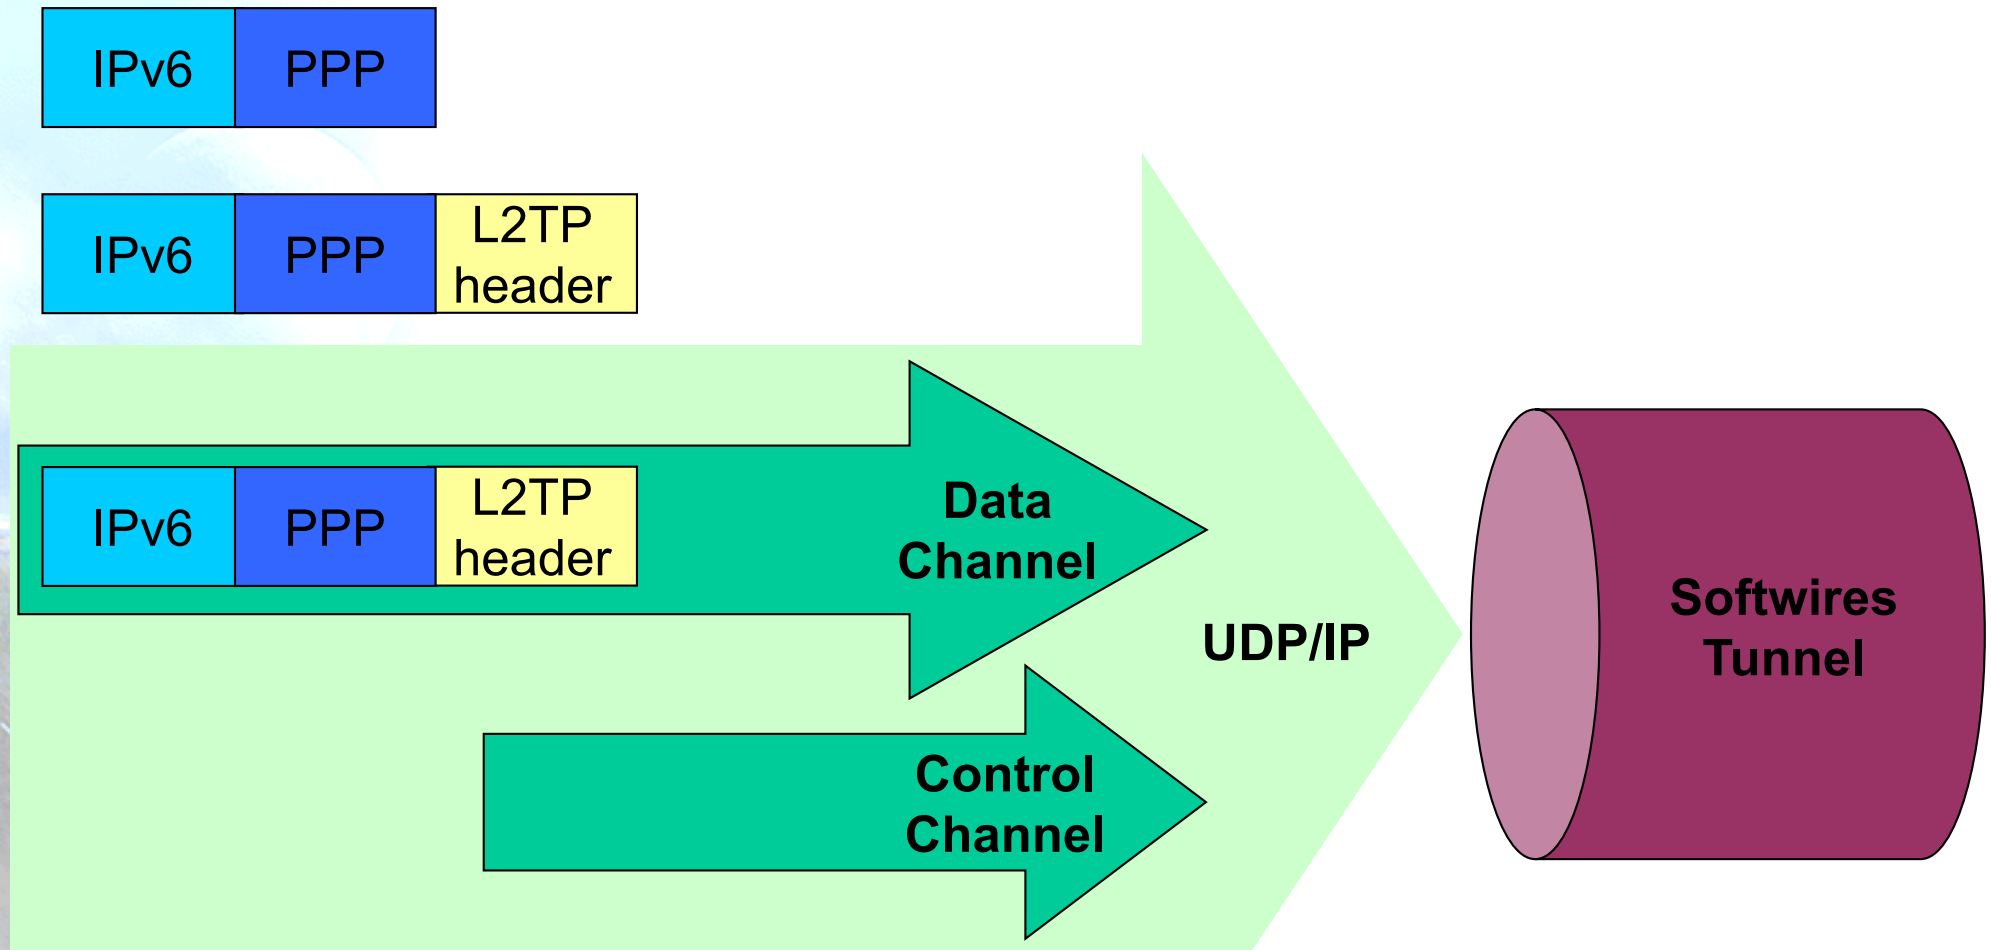 IPv6 PPP
IPv6 PPP L2TP
header
IPv6 PPP L2TP
header
Data
Channel
UDP/IP
Control
Channel
Softwires
Tunnel